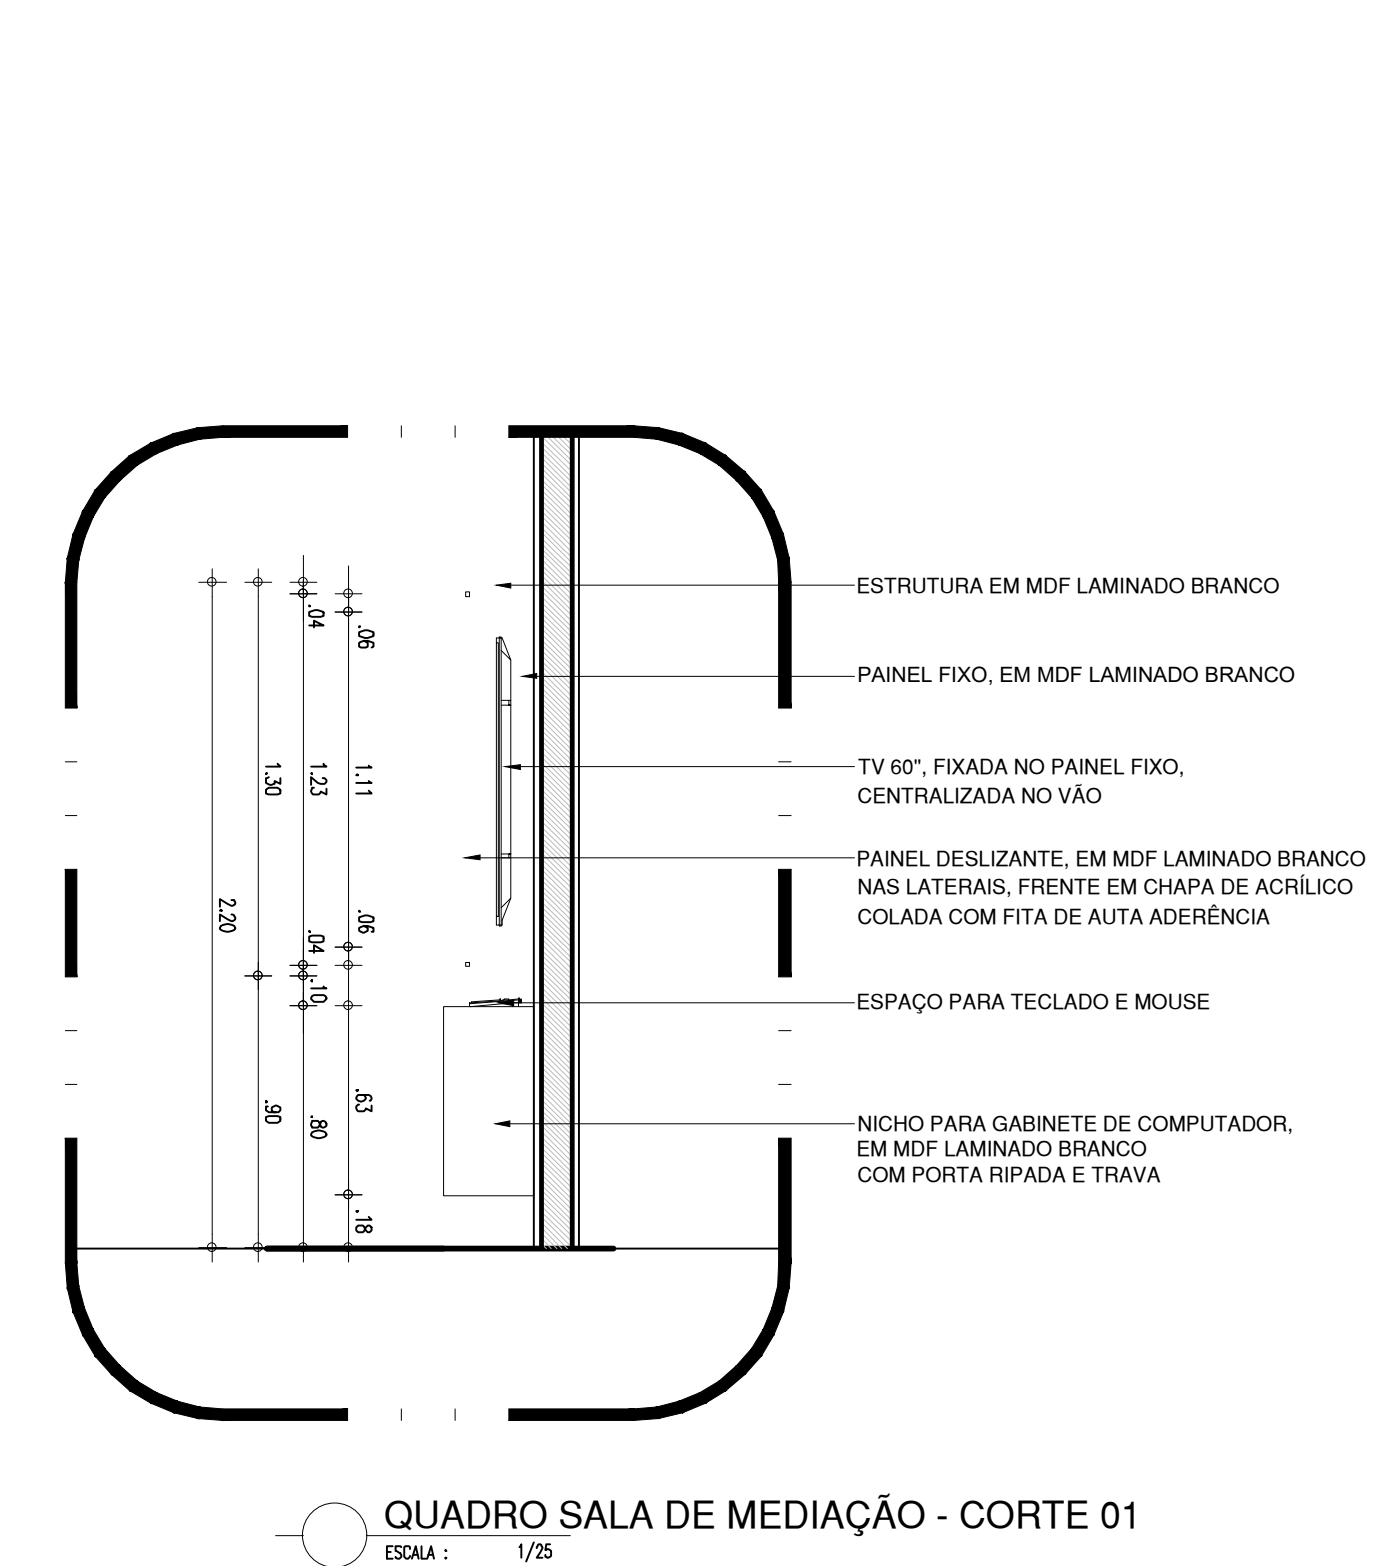 ESTRUTURA EM MDF LAMINADO BRANCO
PAINEL FIXO, EM MDF LAMINADO BRANCO
TV 60", FIXADA NO PAINEL FIXO,
CENTRALIZADA NO VÃO
PAINEL DESLIZANTE, EM MDF LAMINADO BRANCO
NAS LATERAIS, FRENTE EM CHAPA DE ACRÍLICO
COLADA COM FITA DE AUTA ADERÊNCIA
ESPAÇO PARA TECLADO E MOUSE
NICHO PARA GABINETE DE COMPUTADOR,
EM MDF LAMINADO BRANCO
COM PORTA RIPADA E TRAVA
2.20
1.30
.90
.04
1.23
.04
.10
.80
.06
1.11
.06
.63
.18
QUADRO SALA DE MEDIAÇÃO - CORTE 01
ESCALA : 1/25